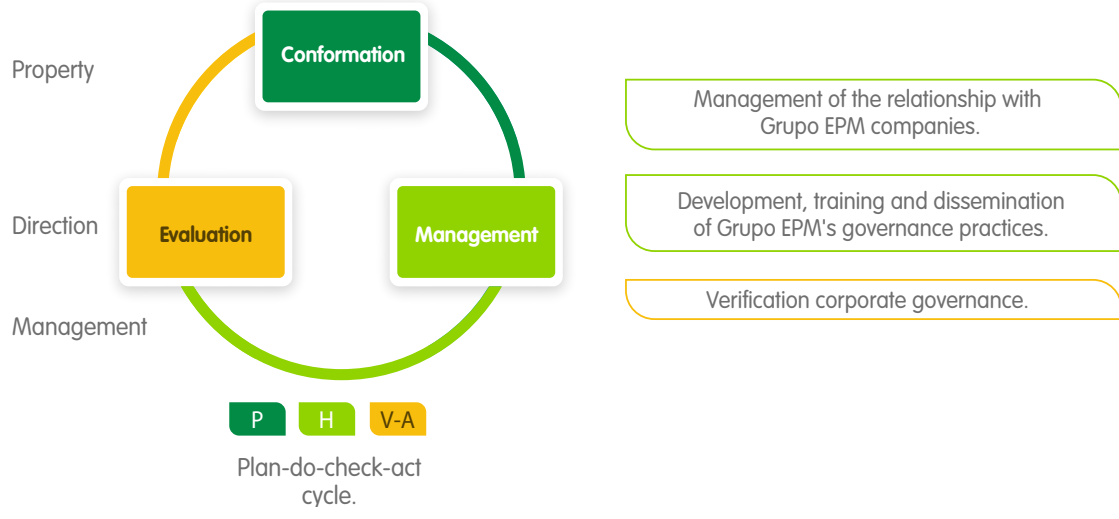 Property
Direction
Management
Conformation
Evaluation
Management
P
H
V-A
Plan-do-check-act
cycle.
Management of the relationship with
Grupo EPM companies.
Development, training and dissemination
of Grupo EPM's governance practices.
Verification corporate governance.